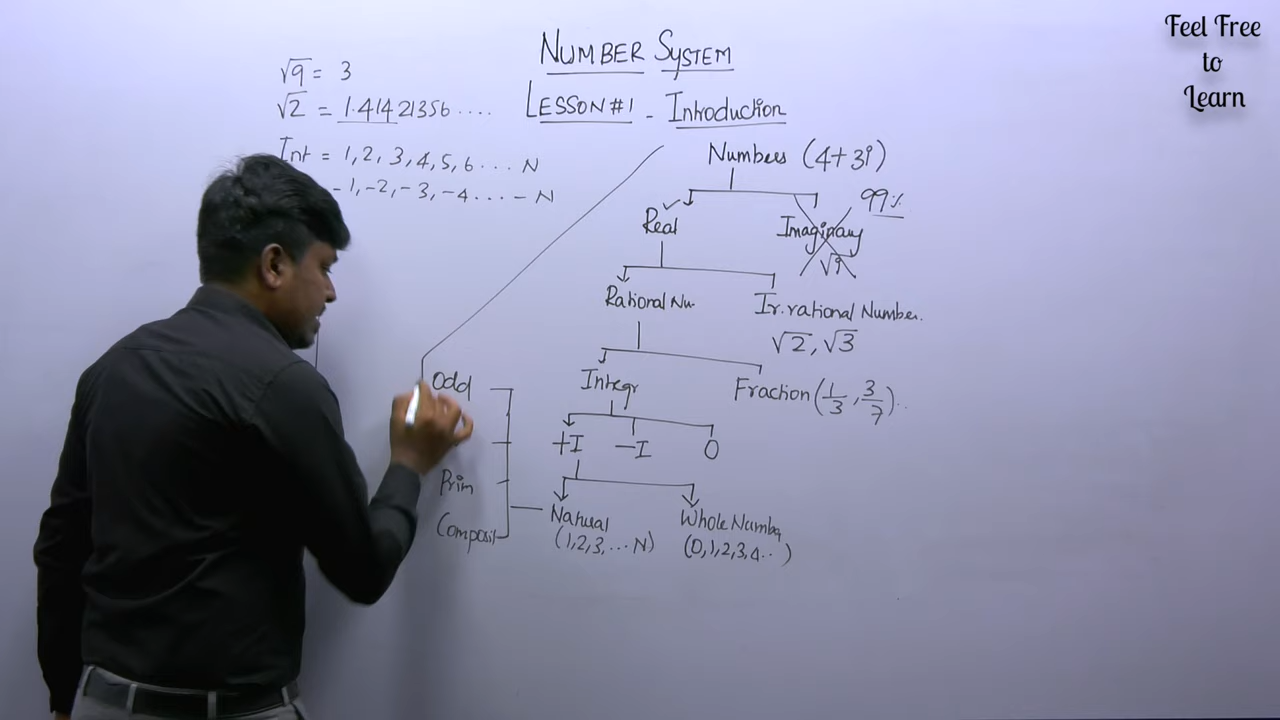 Feel Free
to
Learn
NUMBER SYSTEM
LESSON #1 - Introduction
√9 = 3
√2 = 1.41421356....
Int = 1, 2, 3, 4, 5, 6 ... N
-1, -2, -3, -4 .... - N
Numbers (4+3i)
99%
Real
Imaginary
Rational Nu.
Ir.rational Number.
√2, √3
Integr
Fraction (1/3, 3/7)..
Odd
+I -I 0
Prim
Composit
Natural
(1,2,3,...N)
Whole Numbe
(0,1,2,3,4..)